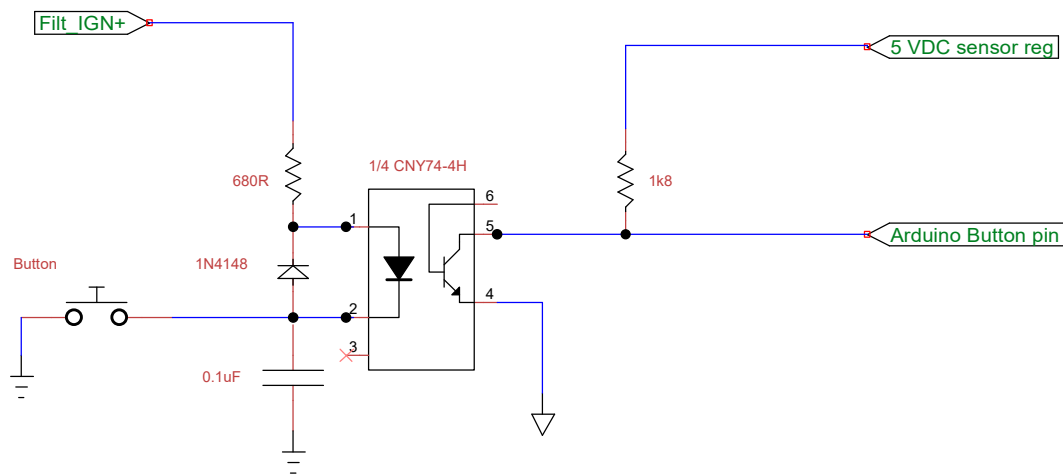 Filt_IGN+
5 VDC sensor reg
1/4 CNY74-4H
680R
1k8
6
1
5
Arduino Button pin
Button
1N4148
2
4
3
0.1uF